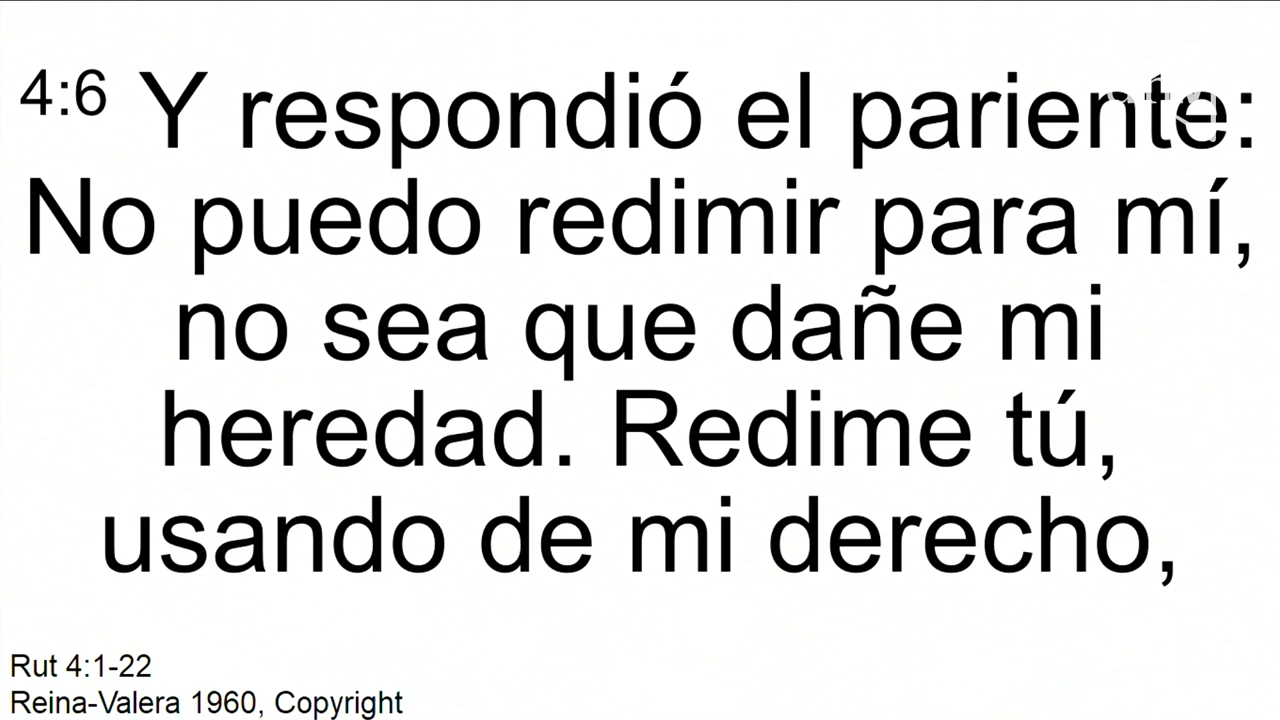 4:6 Y respondió el pariente:
No puedo redimir para mí,
no sea que dañe mi
heredad. Redime tú,
usando de mi derecho,
Rut 4:1-22
Reina-Valera 1960, Copyright